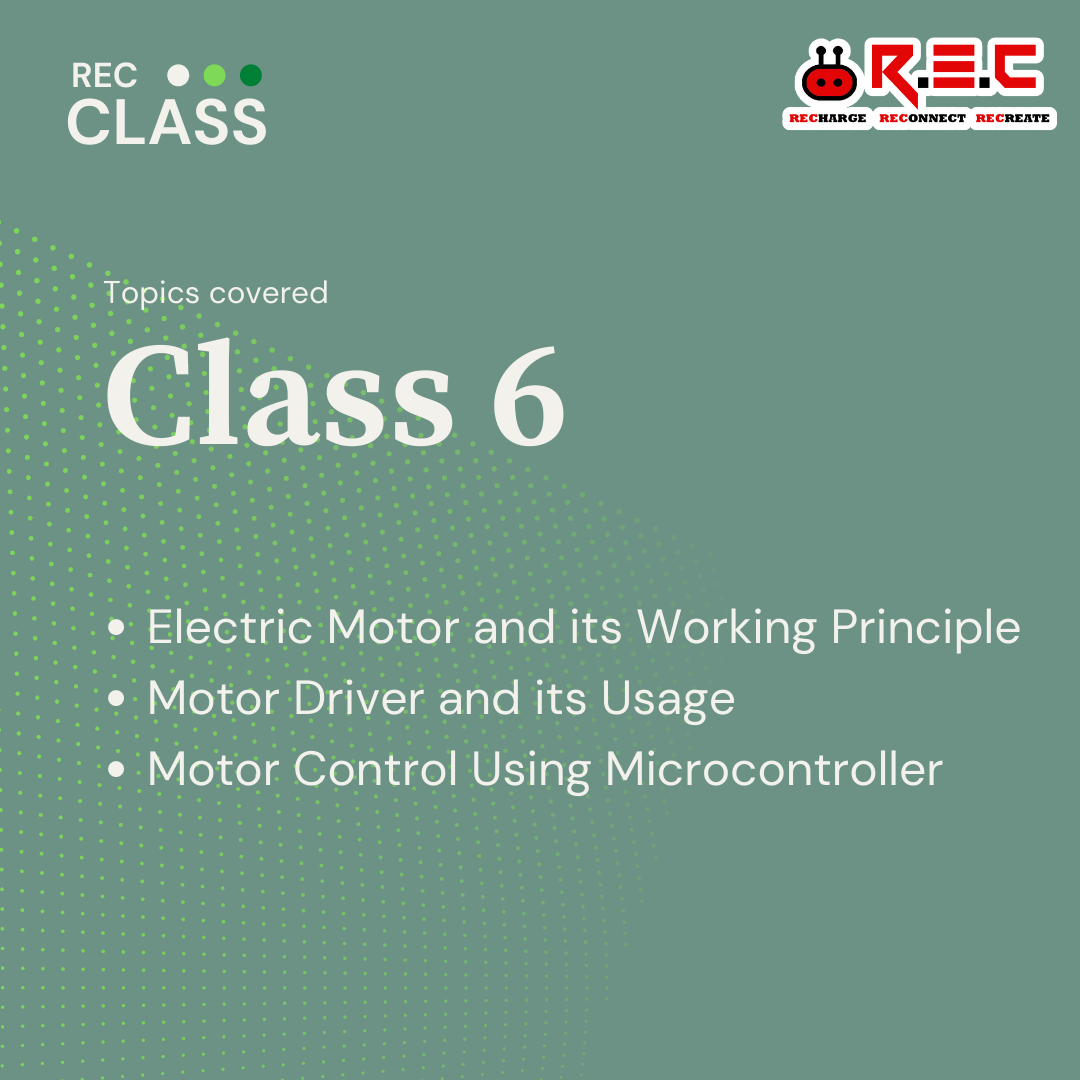 REC
CLASS
R.E.C
RECHARGE RECONNECT RECREATE
Topics covered
Class 6
• Electric Motor and its Working Principle
• Motor Driver and its Usage
• Motor Control Using Microcontroller